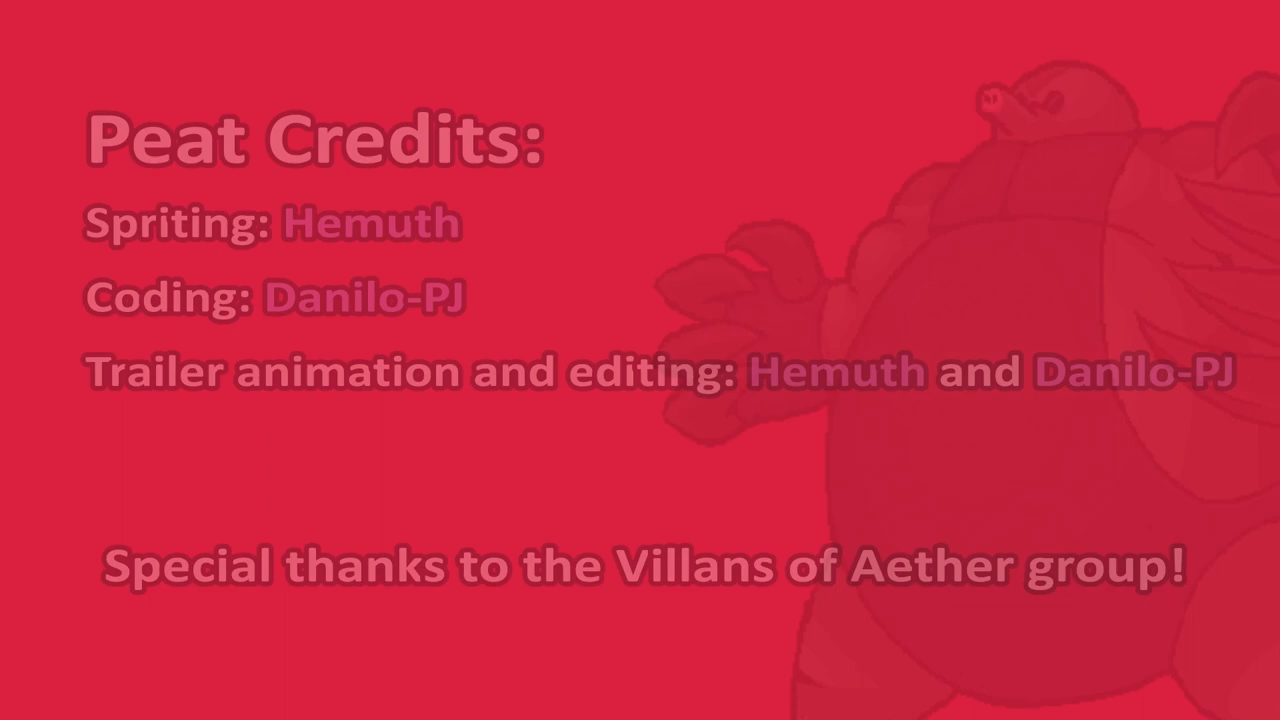 Peat Credits:
Spriting: Hemuth
Coding: Danilo-PJ
Trailer animation and editing: Hemuth and Danilo-PJ
Special thanks to the Villans of Aether group!